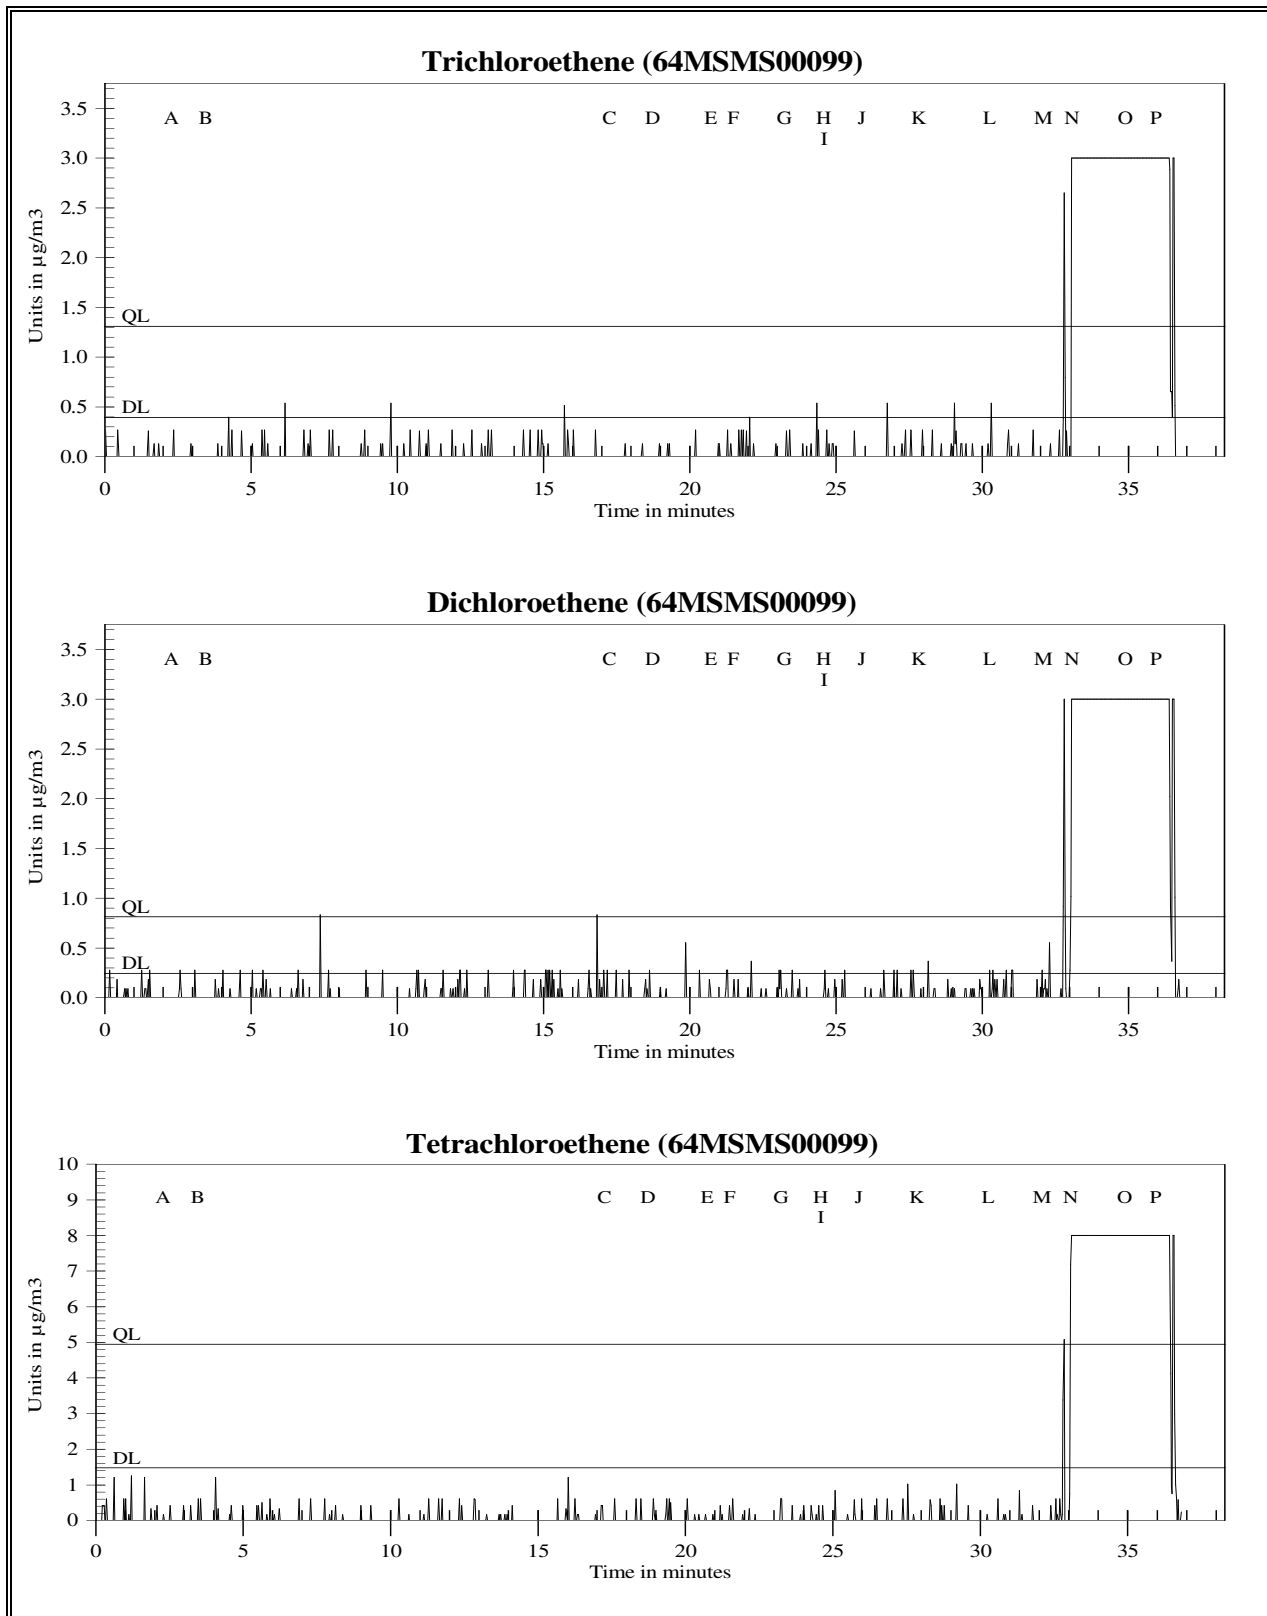 Trichloroethene (64MSMS00099)
3.5
A B C D E F G H J K L M N O P
I
3.0
2.5
Units in µg/m3
2.0
1.5
QL
1.0
0.5
DL
0.0
0 5 10 15 20 25 30 35
Time in minutes
Dichloroethene (64MSMS00099)
3.5
A B C D E F G H J K L M N O P
I
3.0
2.5
Units in µg/m3
2.0
1.5
1.0
QL
0.5
DL
0.0
0 5 10 15 20 25 30 35
Time in minutes
Tetrachloroethene (64MSMS00099)
10
9
A B C D E F G H J K L M N O P
I
8
7
Units in µg/m3
6
5
QL
4
3
2
DL
1
0
0 5 10 15 20 25 30 35
Time in minutes